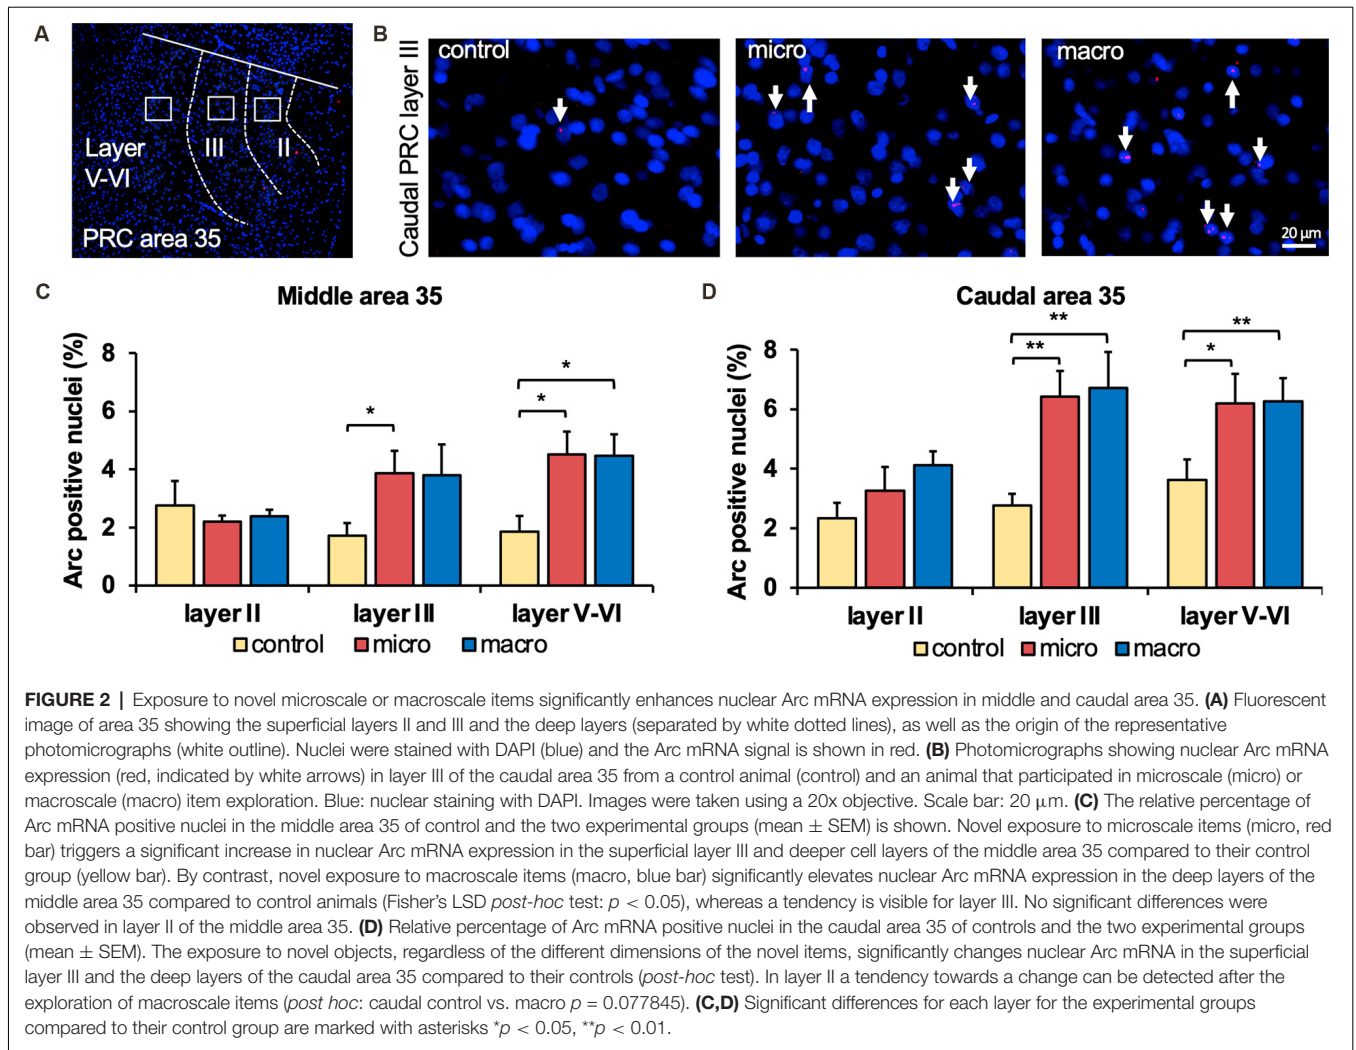 A
Layer
V-VI
III
II
PRC area 35
B
Caudal PRC layer III
control
micro
macro
20 µm
C
Middle area 35
Arc positive nuclei (%)
8
6
4
2
0
*
*
*
layer II
layer III
layer V-VI
control
micro
macro
D
Caudal area 35
Arc positive nuclei (%)
8
6
4
2
0
**
**
**
*
layer II
layer III
layer V-VI
control
micro
macro
FIGURE 2 | Exposure to novel microscale or macroscale items significantly enhances nuclear Arc mRNA expression in middle and caudal area 35. (A) Fluorescent
image of area 35 showing the superficial layers II and III and the deep layers (separated by white dotted lines), as well as the origin of the representative
photomicrographs (white outline). Nuclei were stained with DAPI (blue) and the Arc mRNA signal is shown in red. (B) Photomicrographs showing nuclear Arc mRNA
expression (red, indicated by white arrows) in layer III of the caudal area 35 from a control animal (control) and an animal that participated in microscale (micro) or
macroscale (macro) item exploration. Blue: nuclear staining with DAPI. Images were taken using a 20x objective. Scale bar: 20 µm. (C) The relative percentage of
Arc mRNA positive nuclei in the middle area 35 of control and the two experimental groups (mean ± SEM) is shown. Novel exposure to microscale items (micro, red
bar) triggers a significant increase in nuclear Arc mRNA expression in the superficial layer III and deeper cell layers of the middle area 35 compared to their control
group (yellow bar). By contrast, novel exposure to macroscale items (macro, blue bar) significantly elevates nuclear Arc mRNA expression in the deep layers of the
middle area 35 compared to control animals (Fisher's LSD post-hoc test: p < 0.05), whereas a tendency is visible for layer III. No significant differences were
observed in layer II of the middle area 35. (D) Relative percentage of Arc mRNA positive nuclei in the caudal area 35 of controls and the two experimental groups
(mean ± SEM). The exposure to novel objects, regardless of the different dimensions of the novel items, significantly changes nuclear Arc mRNA in the superficial
layer III and the deep layers of the caudal area 35 compared to their controls (post-hoc test). In layer II a tendency towards a change can be detected after the
exploration of macroscale items (post hoc: caudal control vs. macro p = 0.077845). (C,D) Significant differences for each layer for the experimental groups
compared to their control group are marked with asterisks *p < 0.05, **p < 0.01.